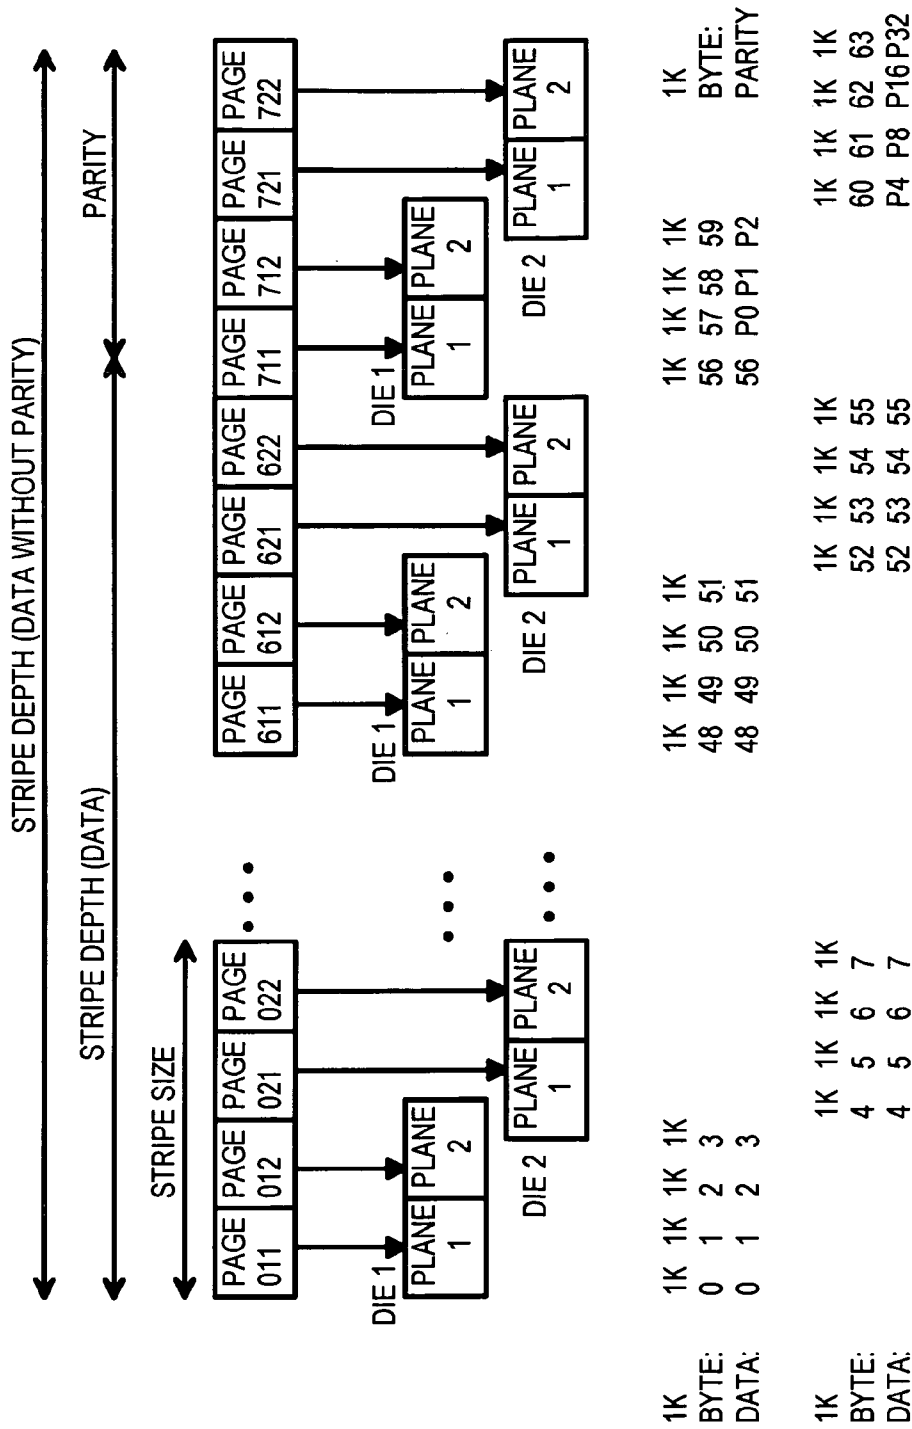 STRIPE DEPTH (DATA WITHOUT PARITY)
STRIPE DEPTH (DATA)
PARITY
STRIPE SIZE
PAGE 011
PAGE 012
PAGE 021
PAGE 022
PAGE 611
PAGE 612
PAGE 621
PAGE 622
PAGE 711
PAGE 712
PAGE 721
PAGE 722
DIE 1
PLANE 1
PLANE 2
DIE 1
PLANE 1
PLANE 2
DIE 1
PLANE 1
PLANE 2
DIE 2
PLANE 1
PLANE 2
DIE 2
PLANE 1
PLANE 2
DIE 2
PLANE 1
PLANE 2
1K 1K 1K 1K 1K 1K 1K 1K 1K 1K 1K 1K 1K 1K
BYTE: 0 1 2 3 48 49 50 51 56 57 58 59 BYTE:
DATA: 0 1 2 3 48 49 50 51 56 P0 P1 P2 PARITY
1K 1K 1K 1K 1K 1K 1K 1K 1K 1K 1K 1K 1K
BYTE: 4 5 6 7 52 53 54 55 60 61 62 63
DATA: 4 5 6 7 52 53 54 55 P4 P8 P16 P32